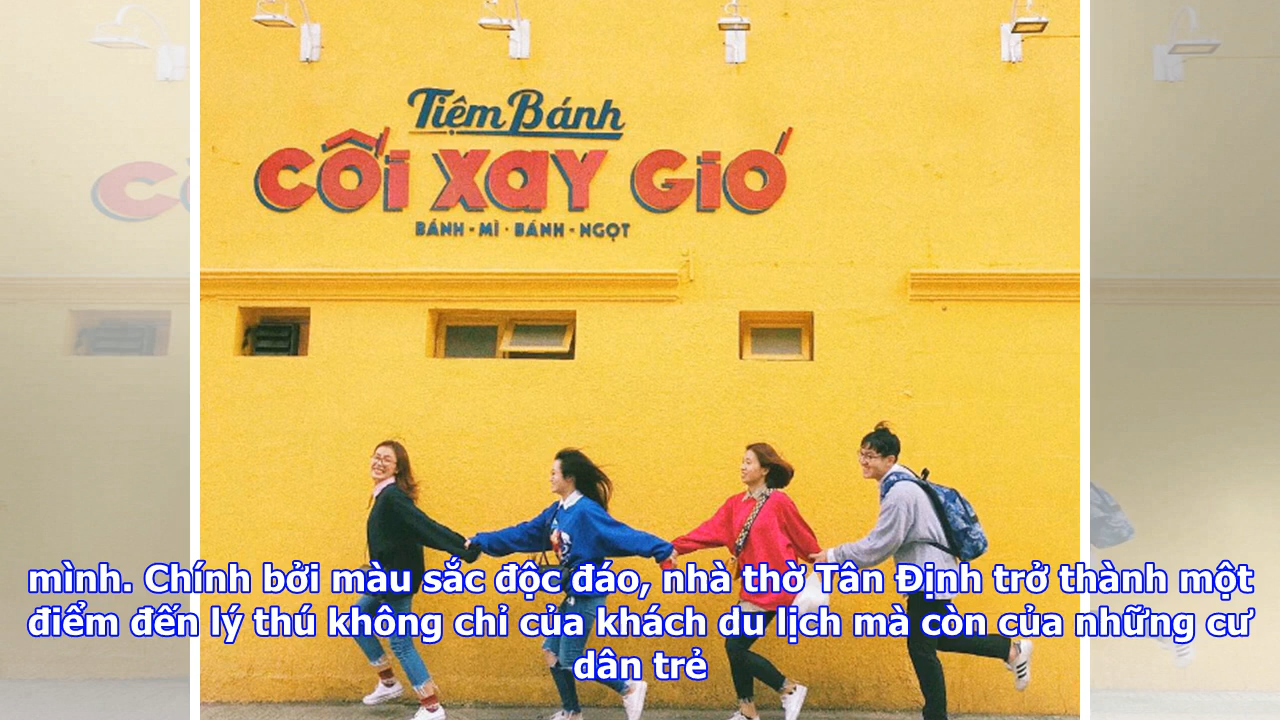 Tiệm Bánh
CỐI XAY GIÓ
BÁNH - MÌ - BÁNH - NGỌT
mình. Chính bởi màu sắc độc đáo, nhà thờ Tân Định trở thành một
điểm đến lý thú không chỉ của khách du lịch mà còn của những cư
dân trẻ